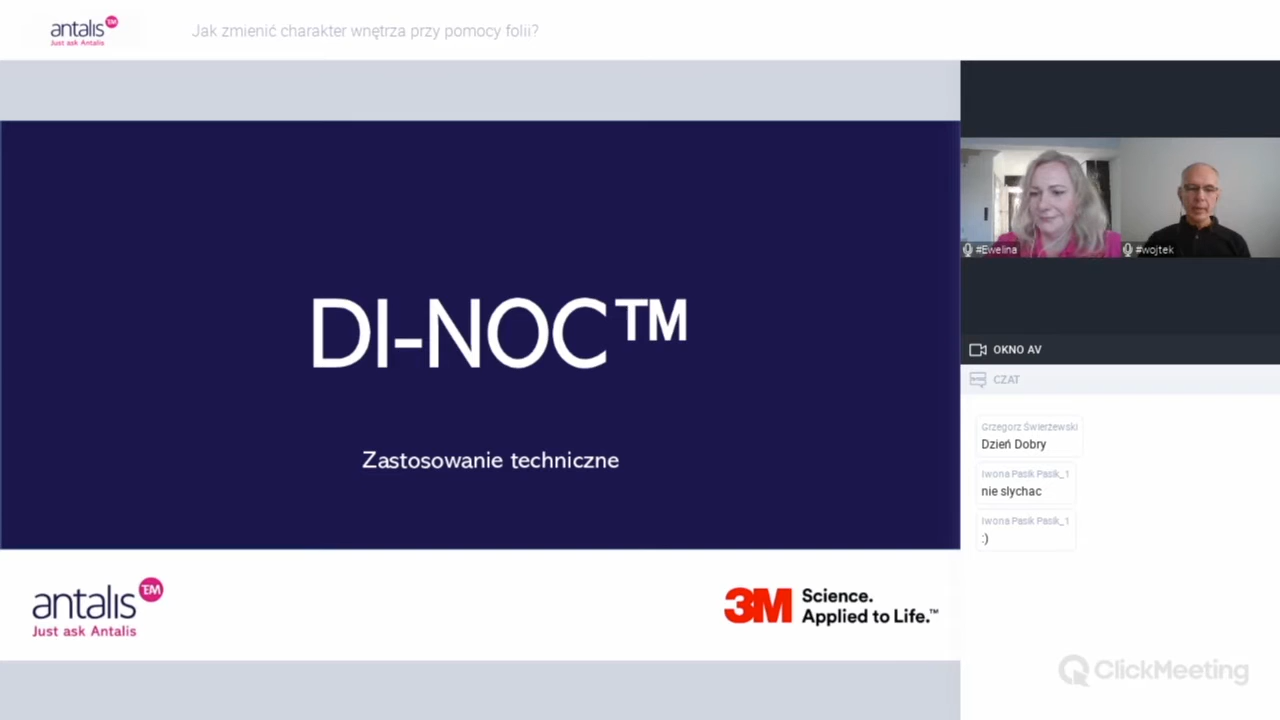 antalis TM
Just ask Antalis
Jak zmienić charakter wnętrza przy pomocy folii?
DI-NOC™
Zastosowanie techniczne
antalis TM
Just ask Antalis
3M Science.
Applied to Life.™
#Ewelina
#wojtek
OKNO AV
CZAT
Grzegorz Świerzewski
Dzień Dobry
Iwona Pasik Pasik_1
nie slychac
Iwona Pasik Pasik_1
:)
ClickMeeting